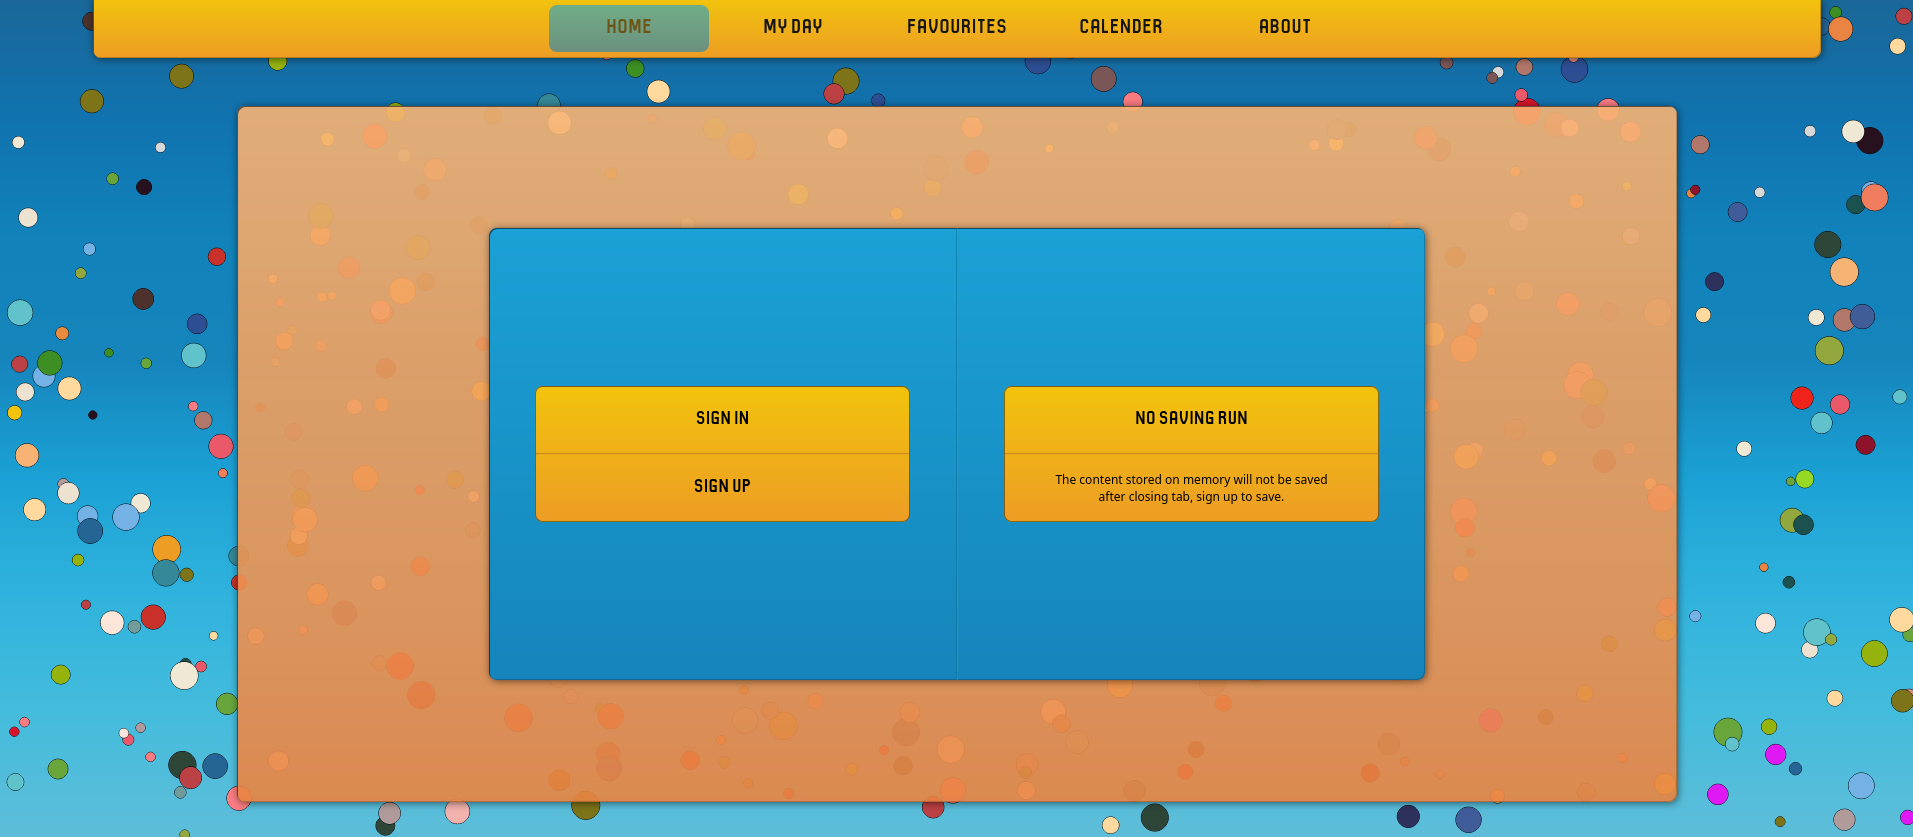 HOME MY DAY FAVOURITES CALENDER ABOUT
SIGN IN
SIGN UP
NO SAVING RUN
The content stored on memory will not be saved
after closing tab, sign up to save.